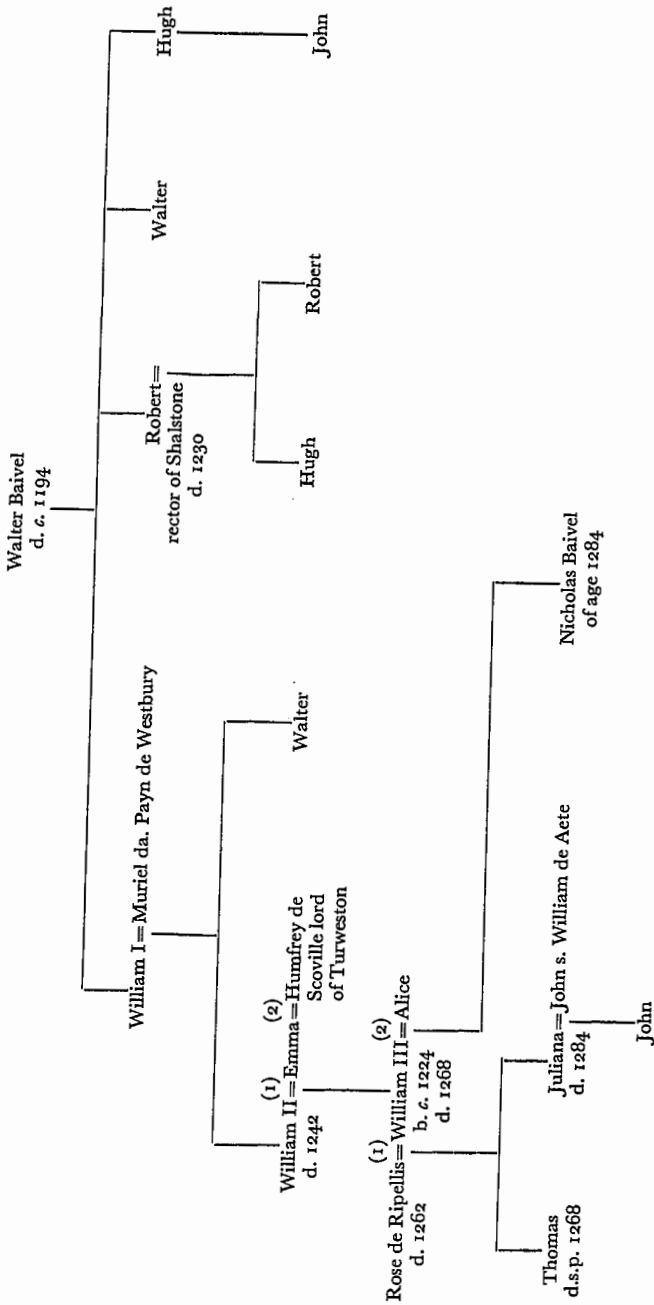 Walter Baivel
d. c. 1194
William I=Muriel da. Payn de Westbury
Robert=
rector of Shalstone
d. 1230
Walter
Hugh
William II=Emma=Humfrey de
(1)
(2)
d. 1242
Scoville lord
of Turweston
Walter
Hugh
Robert
John
Rose de Ripellis=William III=Alice
(1)
(2)
d. 1262
b. c. 1224
d. 1268
Thomas
d.s.p. 1268
Juliana=John s. William de Aete
d. 1284
Nicholas Baivel
of age 1284
John